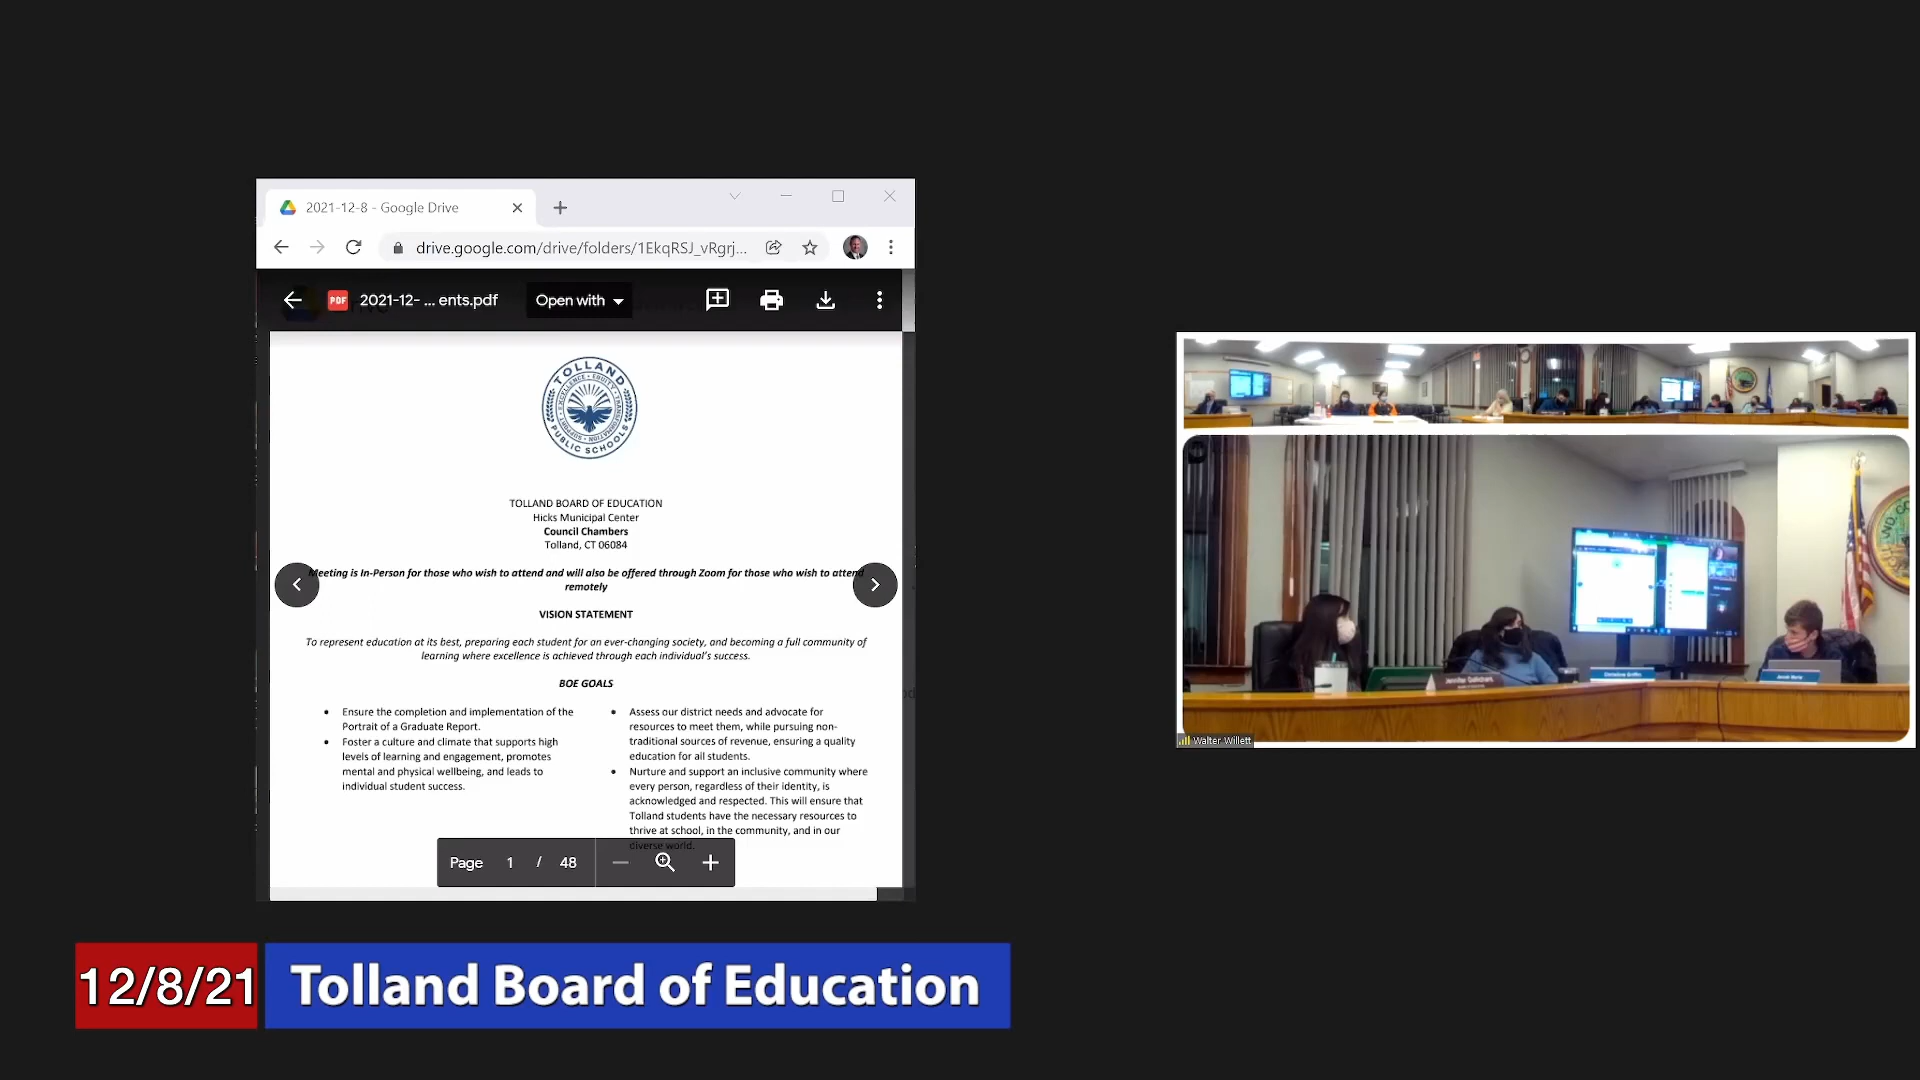 2021-12-8 - Google Drive
drive.google.com/drive/folders/1EkqRSJ_vRgrj...
PDF
2021-12- ... ents.pdf
Open with
TOLLAND
EXCELLENCE • EQUITY • TRANSFORMATION • SUPPORT
PUBLIC SCHOOLS
TOLLAND BOARD OF EDUCATION
Hicks Municipal Center
Council Chambers
Tolland, CT 06084
Meeting is In-Person for those who wish to attend and will also be offered through Zoom for those who wish to attend
remotely
VISION STATEMENT
To represent education at its best, preparing each student for an ever-changing society, and becoming a full community of
learning where excellence is achieved through each individual's success.
BOE GOALS
• Ensure the completion and implementation of the
Portrait of a Graduate Report.
• Foster a culture and climate that supports high
levels of learning and engagement, promotes
mental and physical wellbeing, and leads to
individual student success.
• Assess our district needs and advocate for
resources to meet them, while pursuing non-
traditional sources of revenue, ensuring a quality
education for all students.
• Nurture and support an inclusive community where
every person, regardless of their identity, is
acknowledged and respected. This will ensure that
Tolland students have the necessary resources to
thrive at school, in the community, and in our
diverse world.
Page 1 / 48
Walter Willett
12/8/21
Tolland Board of Education